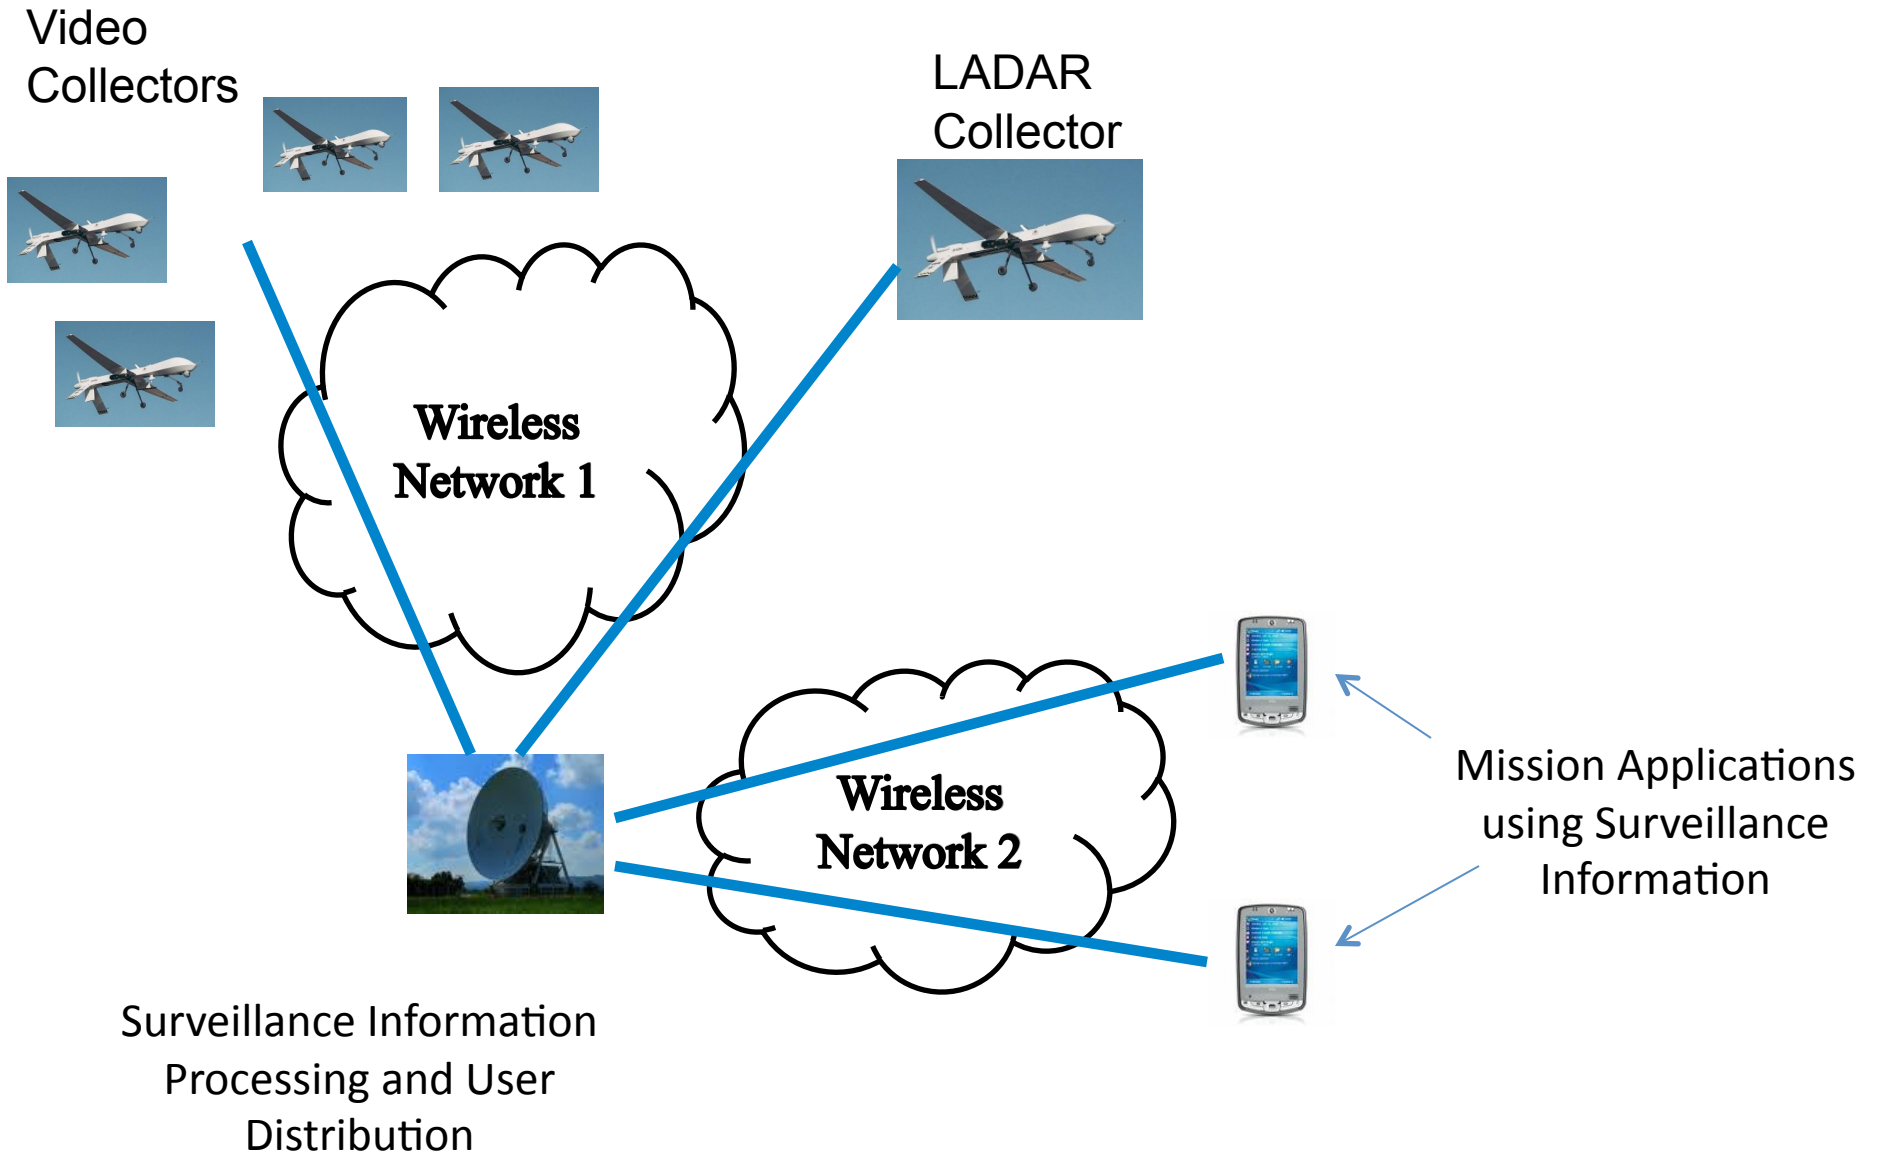 Video
Collectors
LADAR
Collector
Wireless
Network 1
Wireless
Network 2
Mission Applications
using Surveillance
Information
Surveillance Information
Processing and User
Distribution